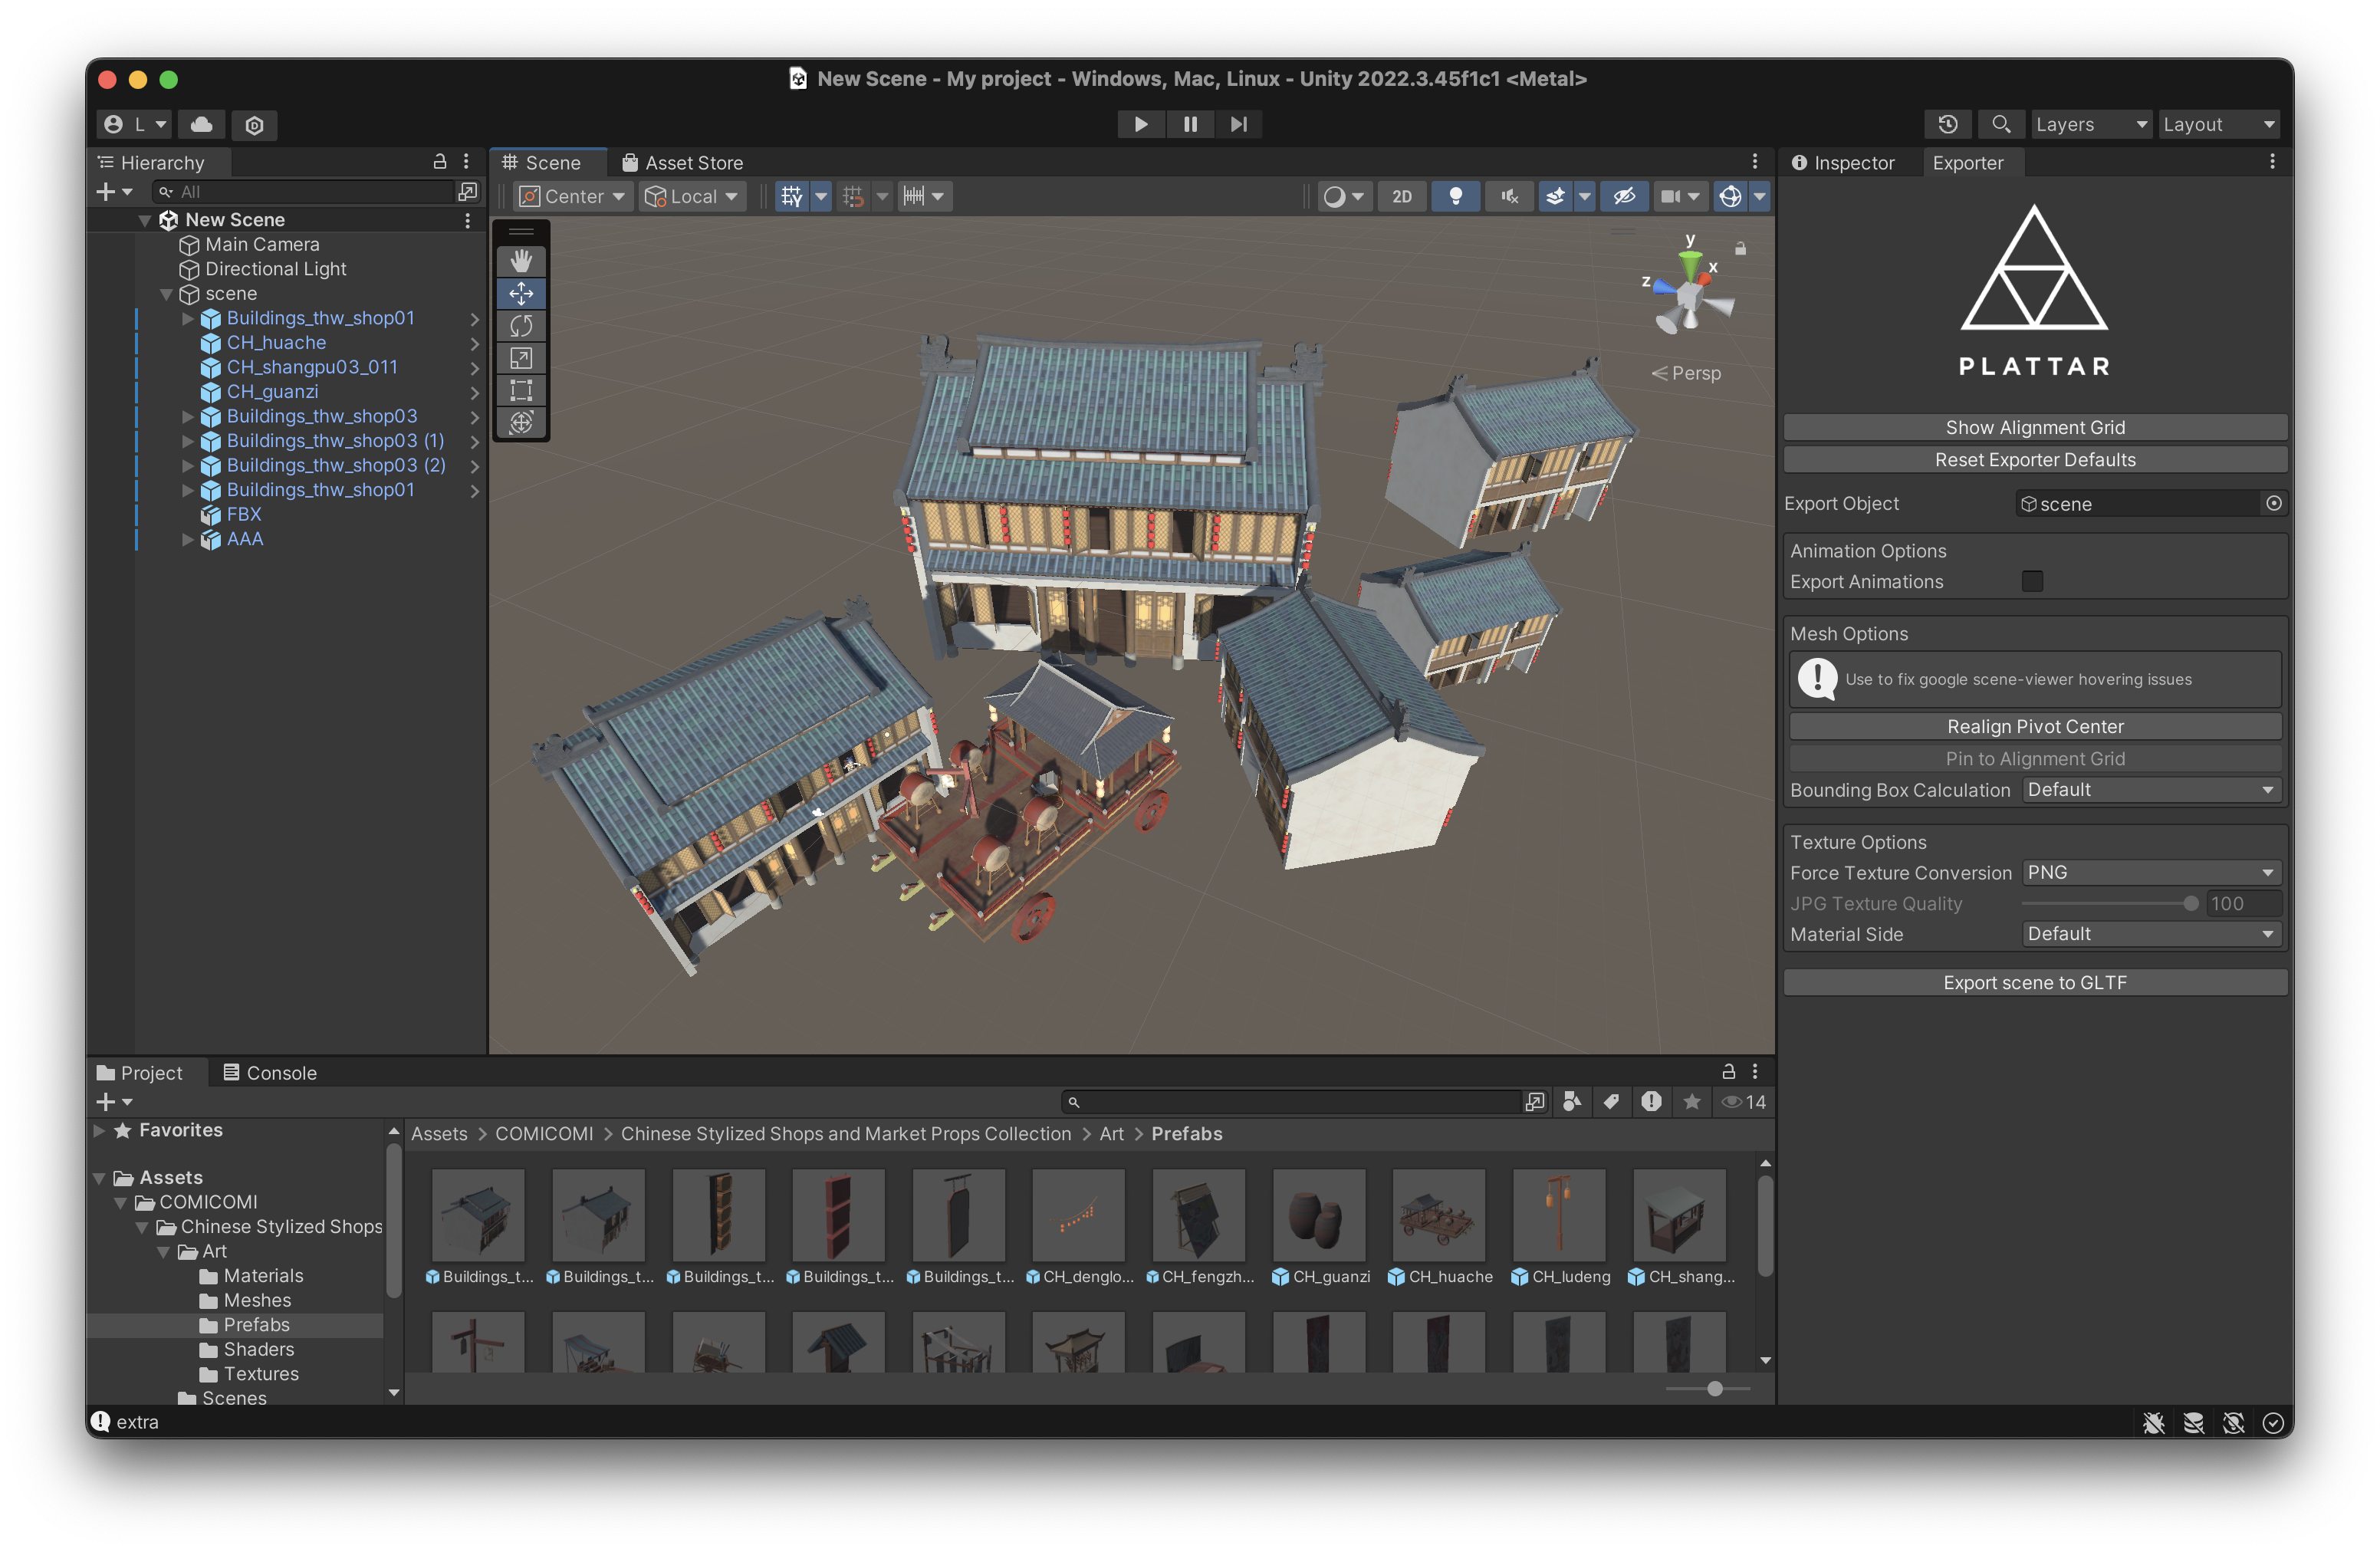 New Scene - My project - Windows, Mac, Linux - Unity 2022.3.45f1c1 <Metal>
L
Layers
Layout
Hierarchy
All
New Scene
Main Camera
Directional Light
scene
Buildings_thw_shop01
CH_huache
CH_shangpu03_011
CH_guanzi
Buildings_thw_shop03
Buildings_thw_shop03 (1)
Buildings_thw_shop03 (2)
Buildings_thw_shop01
FBX
AAA
Scene
Asset Store
Center
Local
2D
y
x
z
Persp
Inspector
Exporter
PLATTAR
Show Alignment Grid
Reset Exporter Defaults
Export Object
scene
Animation Options
Export Animations
Mesh Options
Use to fix google scene-viewer hovering issues
Realign Pivot Center
Pin to Alignment Grid
Bounding Box Calculation
Default
Texture Options
Force Texture Conversion
PNG
JPG Texture Quality
100
Material Side
Default
Export scene to GLTF
Project
Console
14
Favorites
Assets
COMICOMI
Chinese Stylized Shops
Art
Materials
Meshes
Prefabs
Shaders
Textures
Scenes
Assets > COMICOMI > Chinese Stylized Shops and Market Props Collection > Art > Prefabs
Buildings_t...
Buildings_t...
Buildings_t...
Buildings_t...
Buildings_t...
CH_denglo...
CH_fengzh...
CH_guanzi
CH_huache
CH_ludeng
CH_shang...
extra